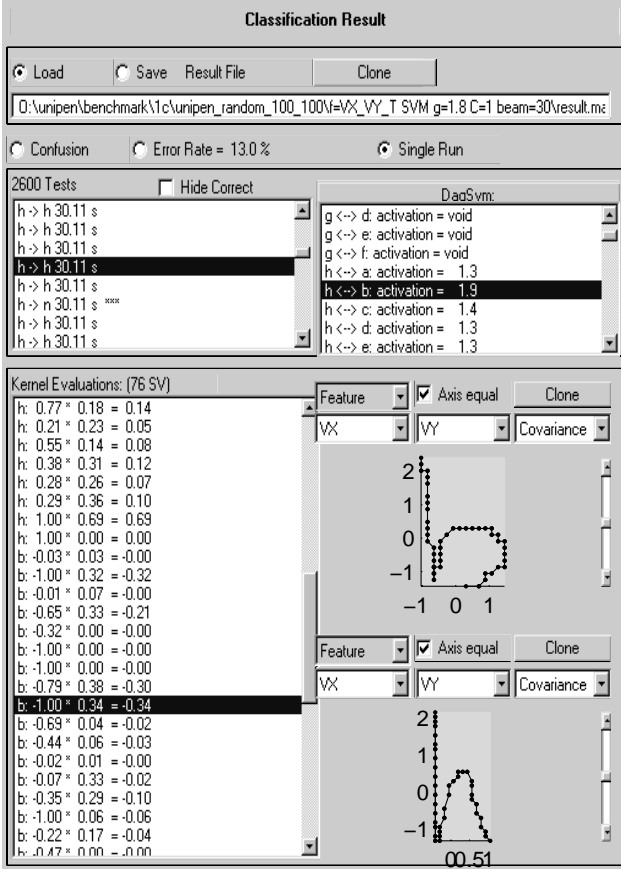 Classification Result
Load Save Result File Clone
O:\unipen\benchmark\1c\unipen_random_100_100\f=VX_VY_T SVM g=1.8 C=1 beam=30\result.ma
Confusion Error Rate = 13.0 % Single Run
2600 Tests Hide Correct
h -> h 30.11 s
h -> h 30.11 s
h -> h 30.11 s
h -> h 30.11 s
h -> h 30.11 s
h -> n 30.11 s ***
h -> h 30.11 s
h -> h 30.11 s
DagSvm:
g <--> d: activation = void
g <--> e: activation = void
g <--> f: activation = void
h <--> a: activation = 1.3
h <--> b: activation = 1.9
h <--> c: activation = 1.4
h <--> d: activation = 1.3
h <--> e: activation = 1.3
Kernel Evaluations: (76 SV)
h: 0.77 * 0.18 = 0.14
h: 0.21 * 0.23 = 0.05
h: 0.55 * 0.14 = 0.08
h: 0.38 * 0.31 = 0.12
h: 0.28 * 0.26 = 0.07
h: 0.29 * 0.36 = 0.10
h: 1.00 * 0.69 = 0.69
h: 1.00 * 0.00 = 0.00
b: -0.03 * 0.03 = -0.00
b: -1.00 * 0.32 = -0.32
b: -0.01 * 0.07 = -0.00
b: -0.65 * 0.33 = -0.21
b: -0.32 * 0.00 = -0.00
b: -1.00 * 0.00 = -0.00
b: -1.00 * 0.00 = -0.00
b: -0.79 * 0.38 = -0.30
b: -1.00 * 0.34 = -0.34
b: -0.69 * 0.04 = -0.02
b: -0.44 * 0.06 = -0.03
b: -0.02 * 0.01 = -0.00
b: -0.07 * 0.33 = -0.02
b: -0.35 * 0.29 = -0.10
b: -1.00 * 0.06 = -0.06
b: -0.22 * 0.17 = -0.04
b: -0.47 * 0.00 = -0.00
Feature Axis equal Clone
VX VY Covariance
2
1
0
−1
−1 0 1
Feature Axis equal Clone
VX VY Covariance
2
1
0
−1
00.51